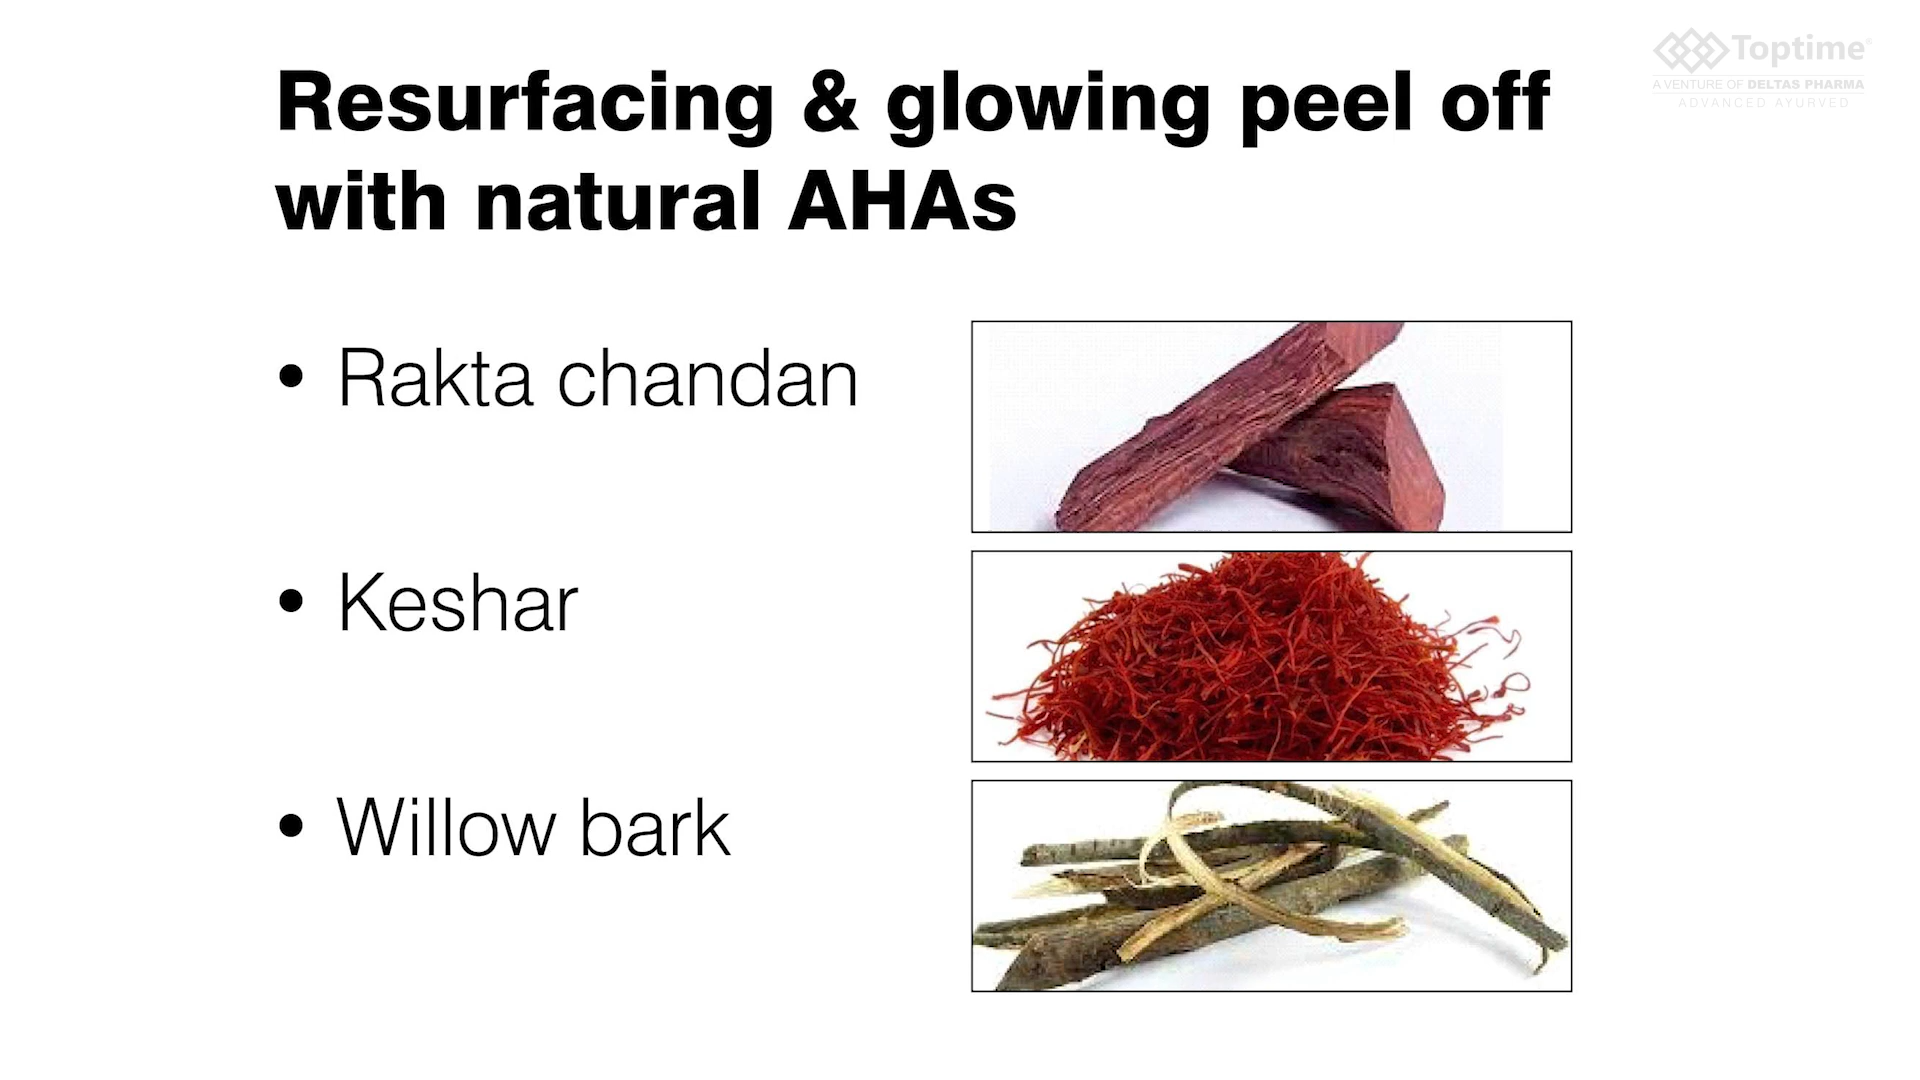 Toptime
A VENTURE OF DELTAS PHARMA
ADVANCED AYURVED
Resurfacing & glowing peel off
with natural AHAs
• Rakta chandan
• Keshar
• Willow bark